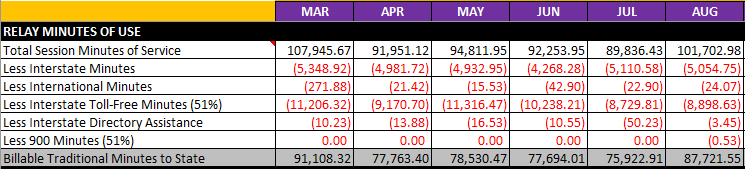 MAR APR MAY JUN JUL AUG
RELAY MINUTES OF USE
Total Session Minutes of Service 107,945.67 91,951.12 94,811.95 92,253.95 89,836.43 101,702.98
Less Interstate Minutes (5,348.92) (4,981.72) (4,932.95) (4,268.28) (5,110.58) (5,054.75)
Less International Minutes (271.88) (21.42) (15.53) (42.90) (22.90) (24.07)
Less Interstate Toll-Free Minutes (51%) (11,206.32) (9,170.70) (11,316.47) (10,238.21) (8,729.81) (8,898.63)
Less Interstate Directory Assistance (10.23) (13.88) (16.53) (10.55) (50.23) (3.45)
Less 900 Minutes (51%) 0.00 0.00 0.00 0.00 0.00 (0.53)
Billable Traditional Minutes to State 91,108.32 77,763.40 78,530.47 77,694.01 75,922.91 87,721.55